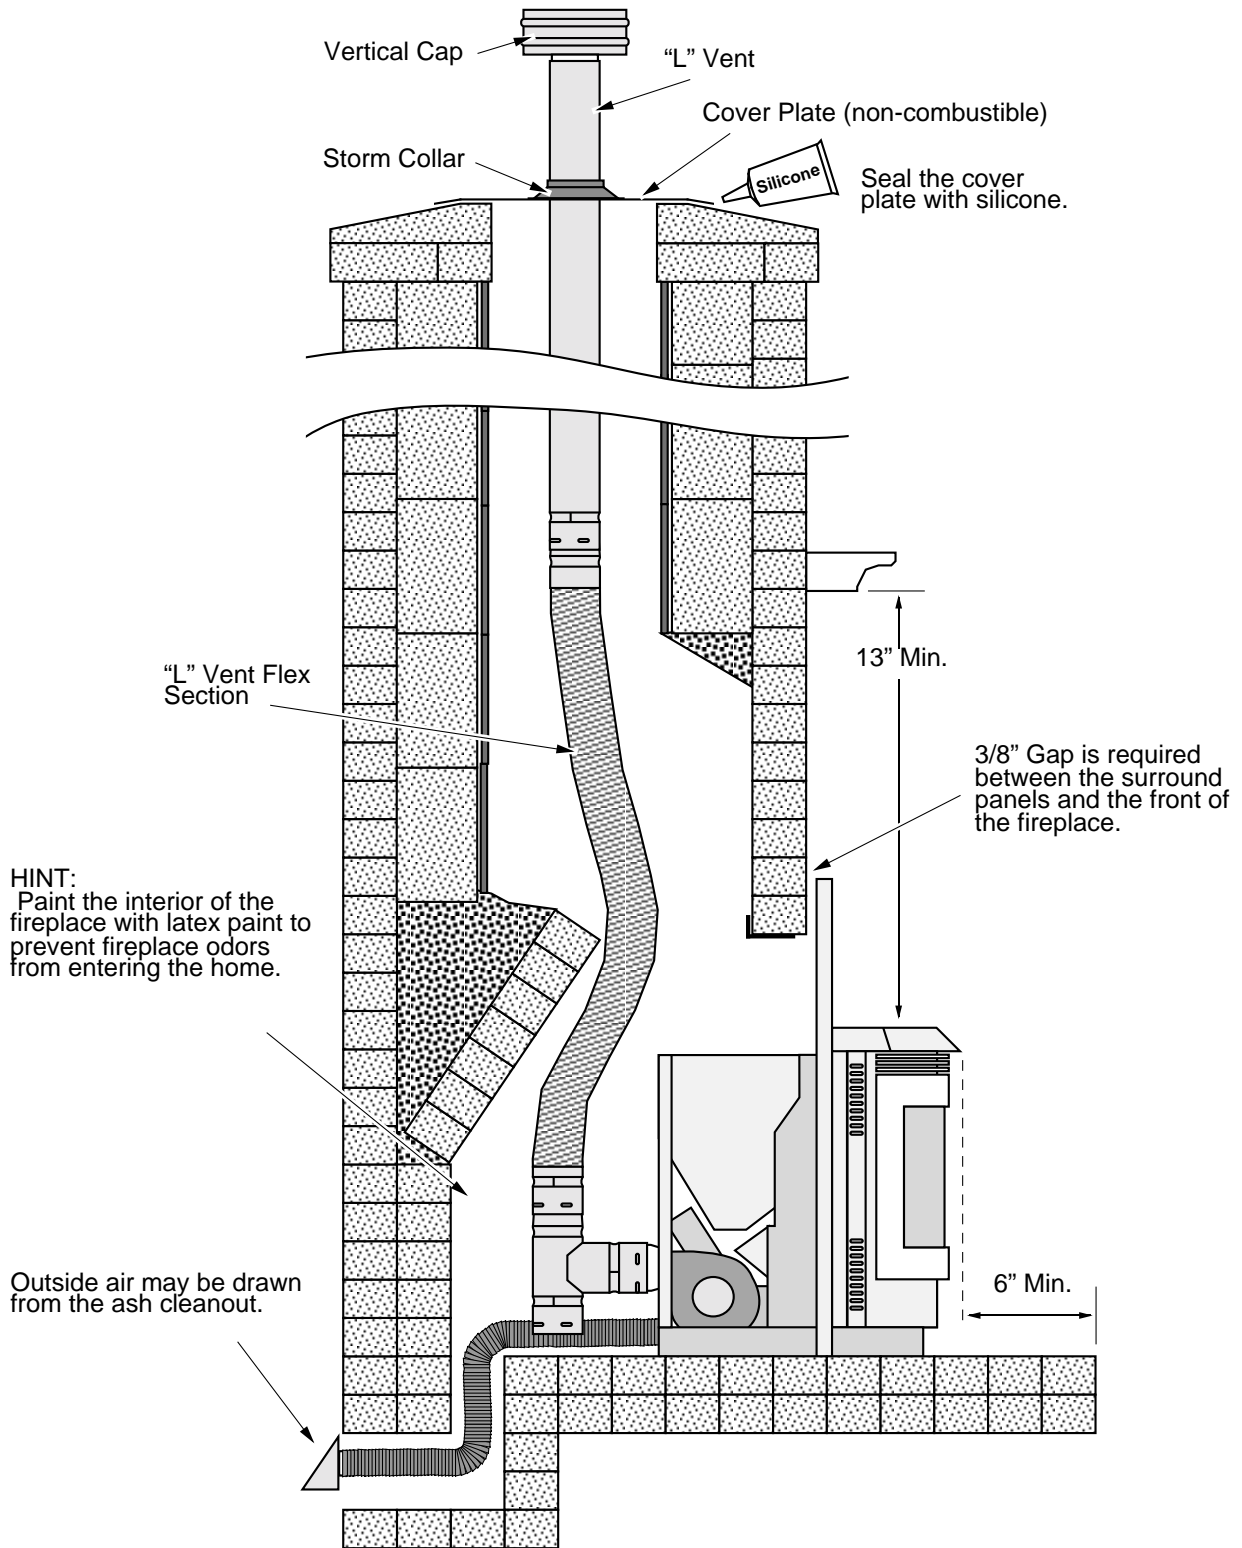 Vertical Cap
“L” Vent
Cover Plate (non-combustible)
Storm Collar
Silicone
Seal the cover
plate with silicone.
“L” Vent Flex
Section
13” Min.
3/8” Gap is required
between the surround
panels and the front of
the fireplace.
HINT:
Paint the interior of the
fireplace with latex paint to
prevent fireplace odors
from entering the home.
Outside air may be drawn
from the ash cleanout.
6” Min.